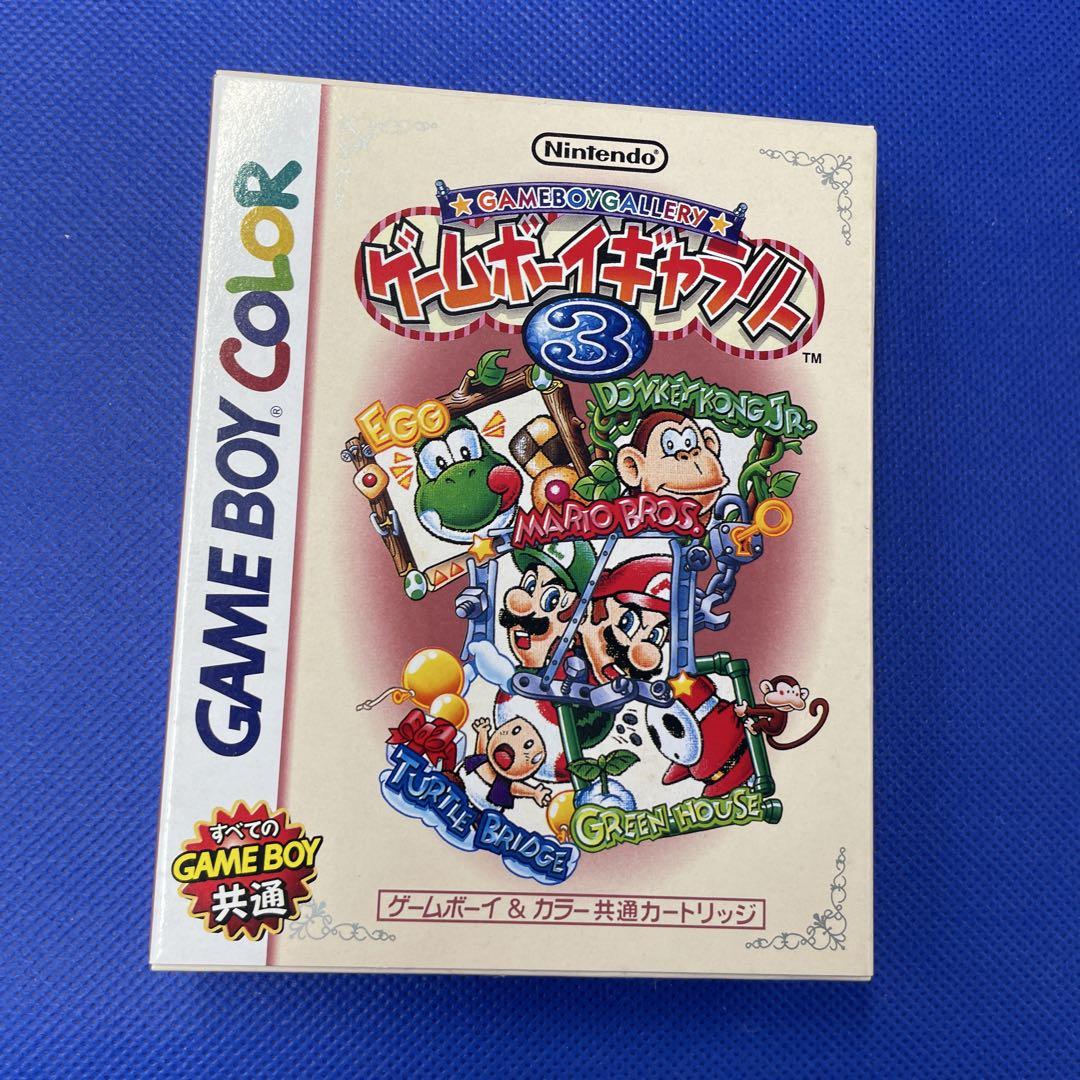 Nintendo®
GAMEBOYGALLERY
ゲームボーイギャラリー
3
™
EGG
DONKEY KONG JR.
MARIO BROS.
TURTLE BRIDGE
GREEN HOUSE
ゲームボーイ & カラー共通カートリッジ
GAME BOY® COLOR
すべての
GAME BOY
共通